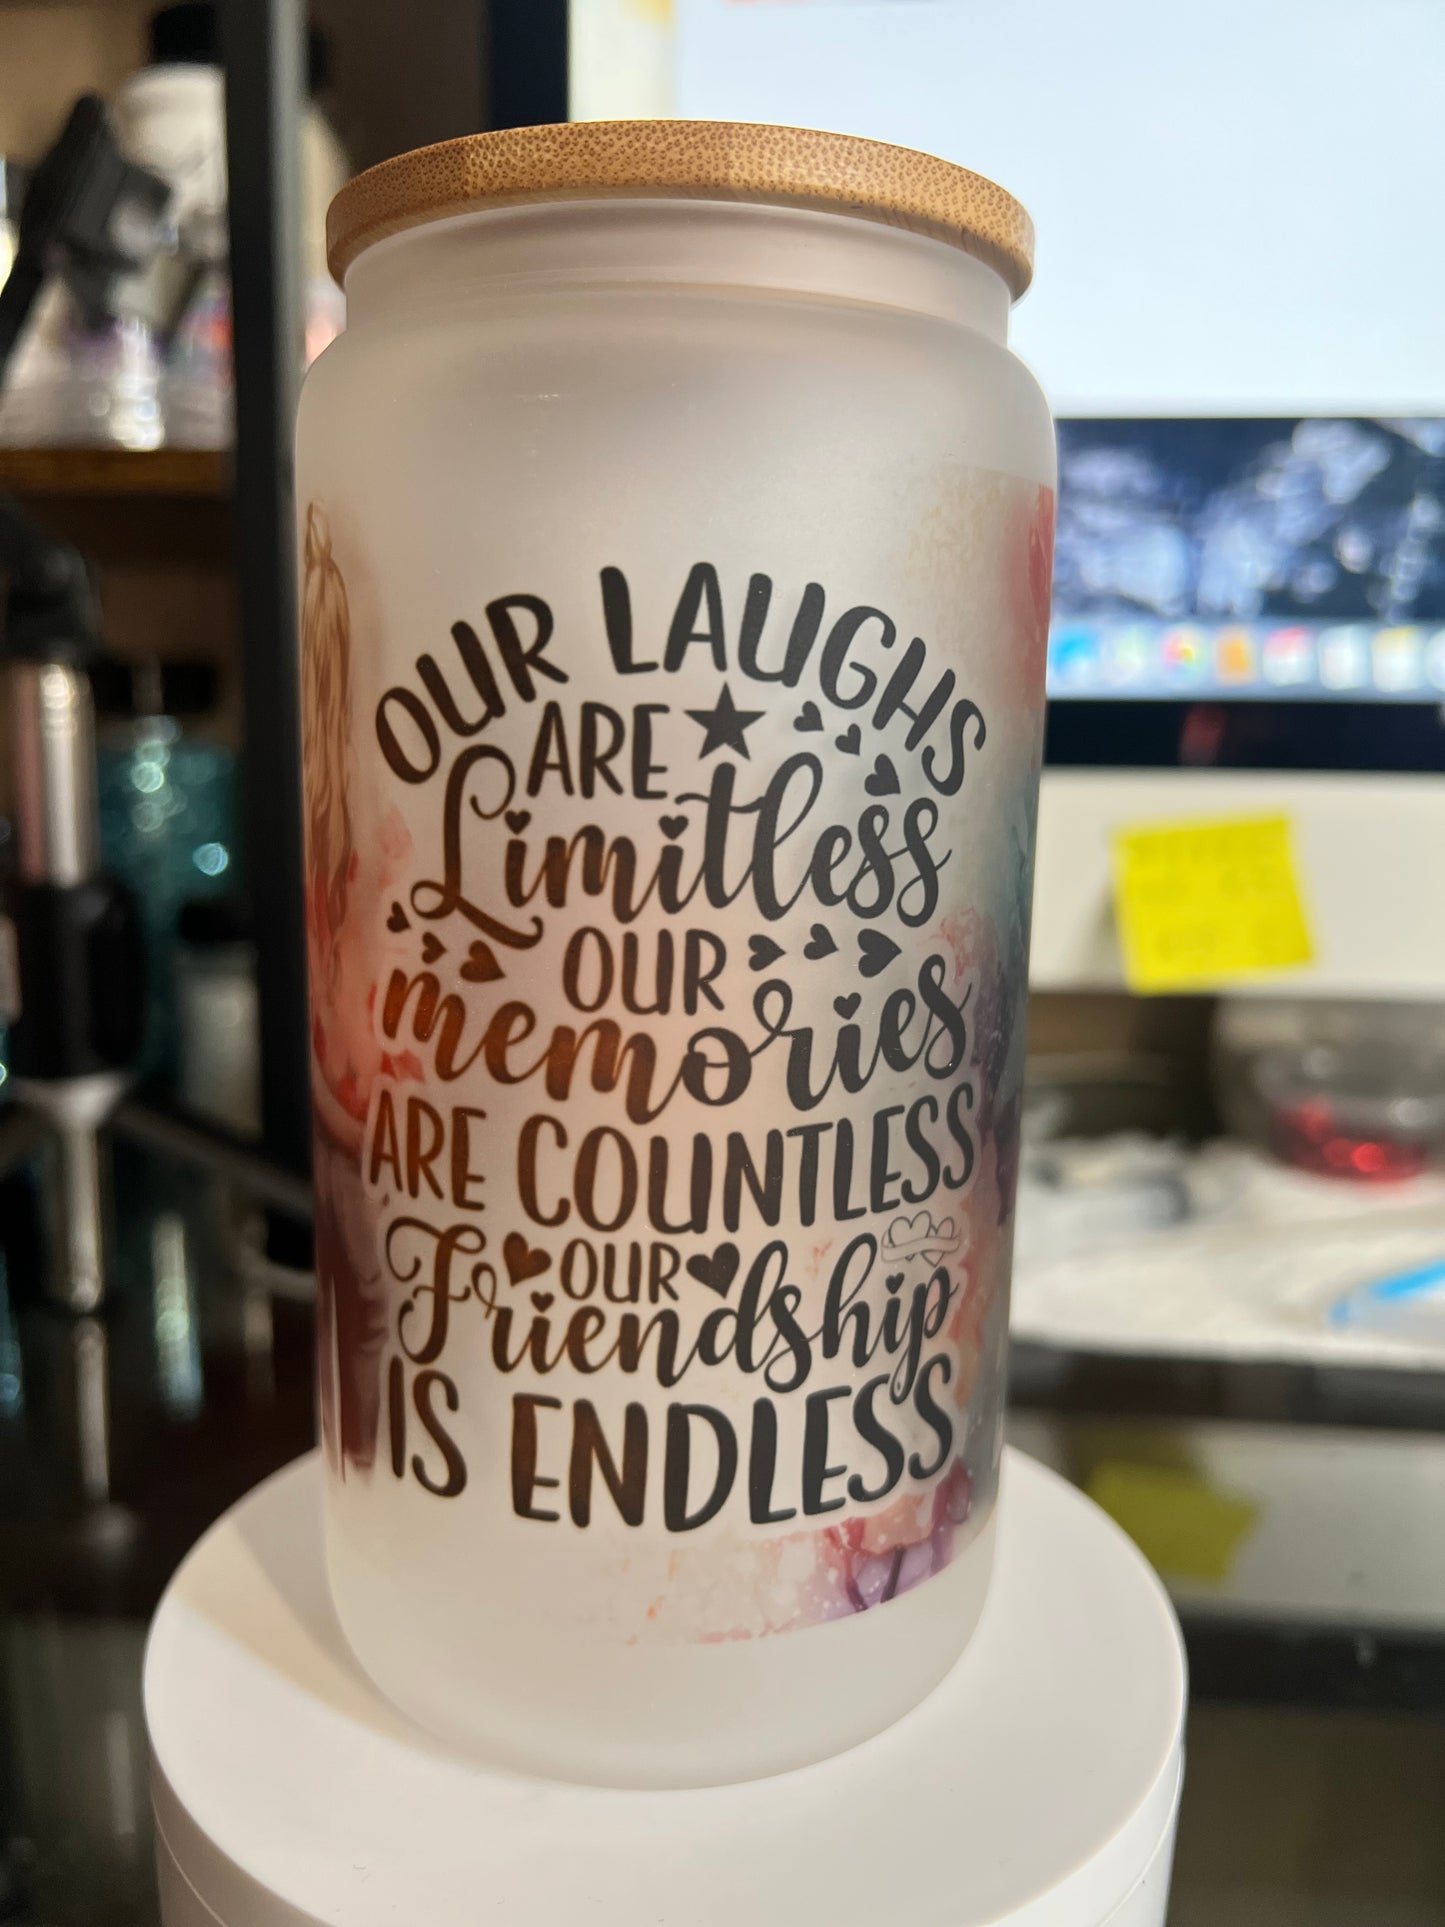 OUR LAUGHS
ARE
Limitless
OUR
memories
ARE COUNTLESS
OUR
Friendship
IS ENDLESS